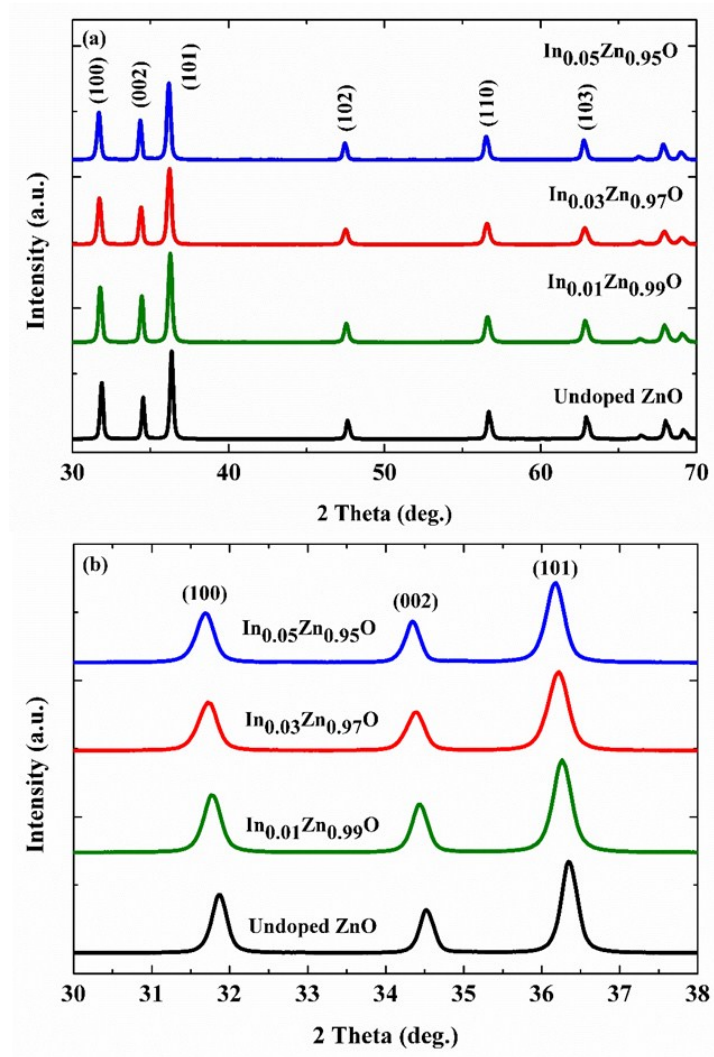 (a)
In0.05Zn0.95O
(100)
(002)
(101)
(102)
(110)
(103)
In0.03Zn0.97O
In0.01Zn0.99O
Undoped ZnO
Intensity (a.u.)
30 40 50 60 70
2 Theta (deg.)
(b)
(100)
(002)
(101)
In0.05Zn0.95O
In0.03Zn0.97O
In0.01Zn0.99O
Undoped ZnO
Intensity (a.u.)
30 31 32 33 34 35 36 37 38
2 Theta (deg.)